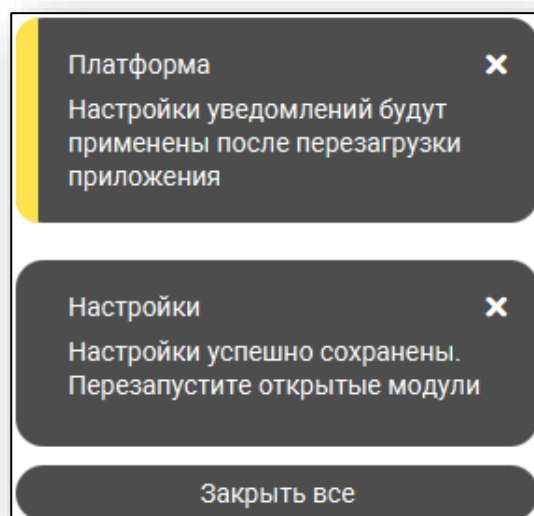 Платформа
Настройки уведомлений будут
применены после перезагрузки
приложения
Настройки
Настройки успешно сохранены.
Перезапустите открытые модули
Закрыть все